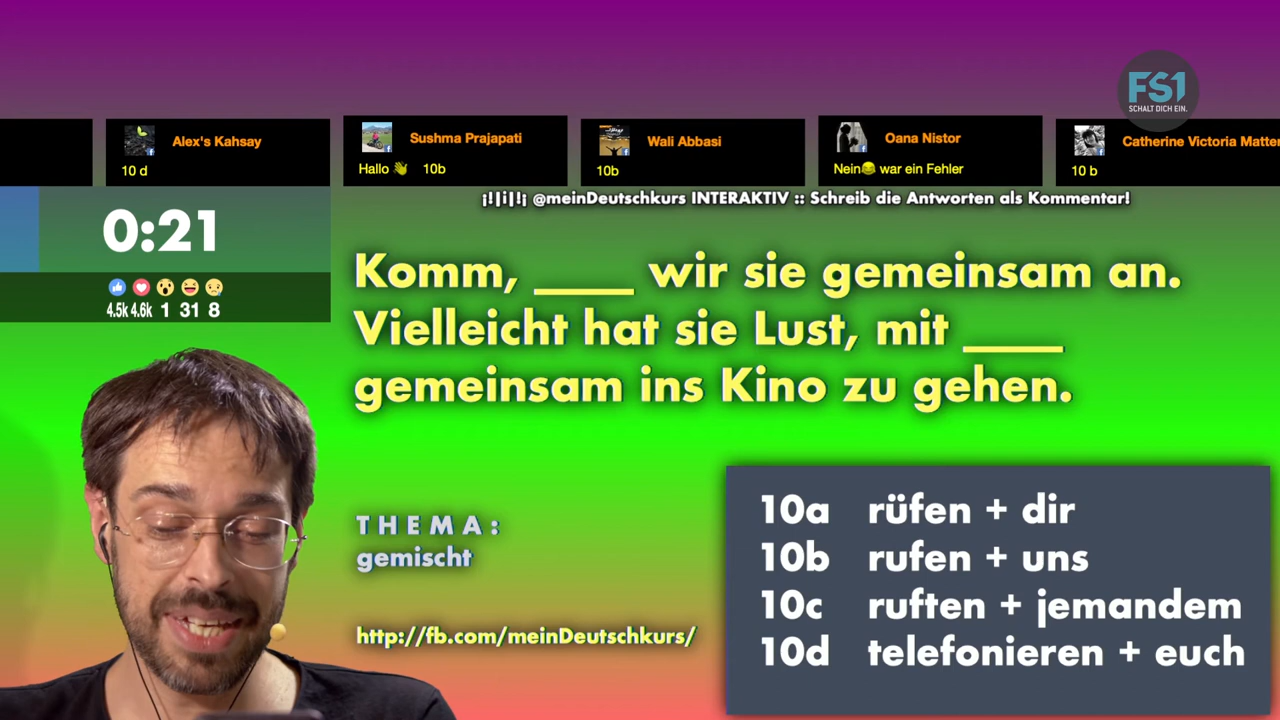 FS1
SCHALT DICH EIN.
Alex's Kahsay
10 d
Sushma Prajapati
Hallo 👋 10b
Wali Abbasi
10b
Oana Nistor
Nein😂 war ein Fehler
Catherine Victoria Matter
10 b
¡!¡i¡!¡ @meinDeutschkurs INTERAKTIV :: Schreib die Antworten als Kommentar!
0:21
4.5k 4.6k 1 31 8
Komm, ____ wir sie gemeinsam an.
Vielleicht hat sie Lust, mit ____
gemeinsam ins Kino zu gehen.
THEMA:
gemischt
http://fb.com/meinDeutschkurs/
10a rüfen + dir
10b rufen + uns
10c ruften + jemandem
10d telefonieren + euch